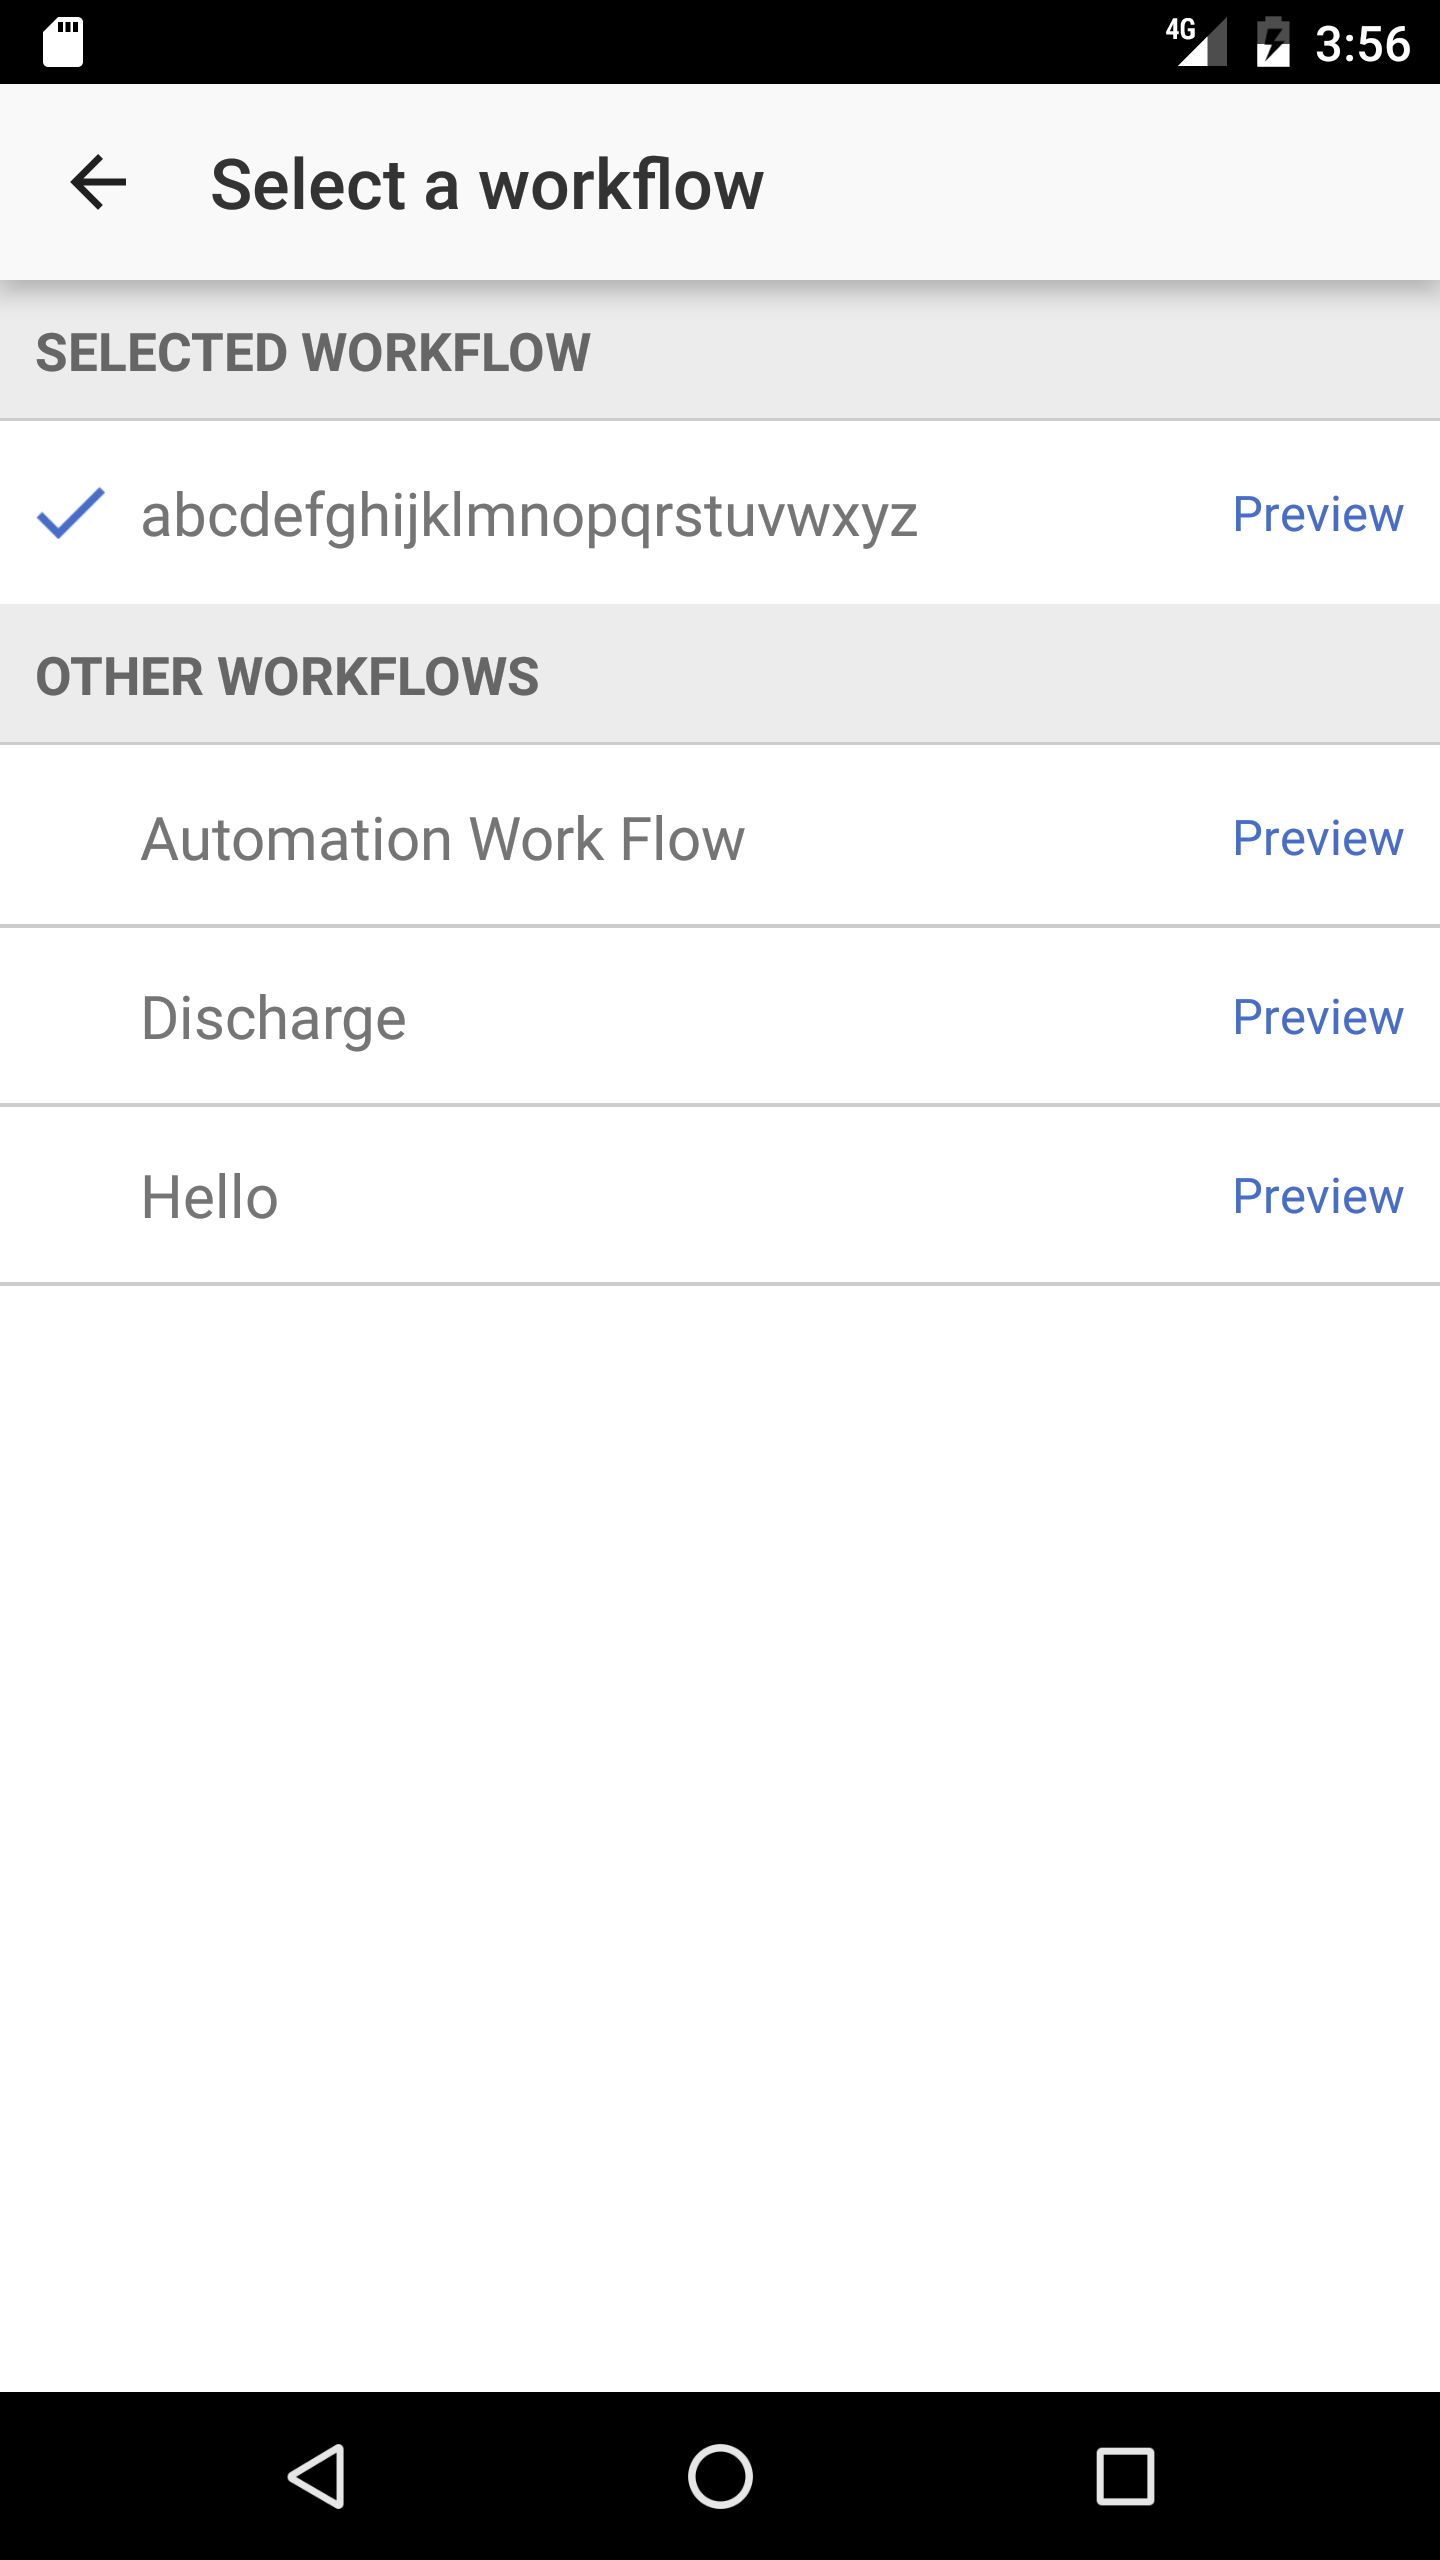 4G 3:56
Select a workflow
SELECTED WORKFLOW
abcdefghijklmnopqrstuvwxyz Preview
OTHER WORKFLOWS
Automation Work Flow Preview
Discharge Preview
Hello Preview